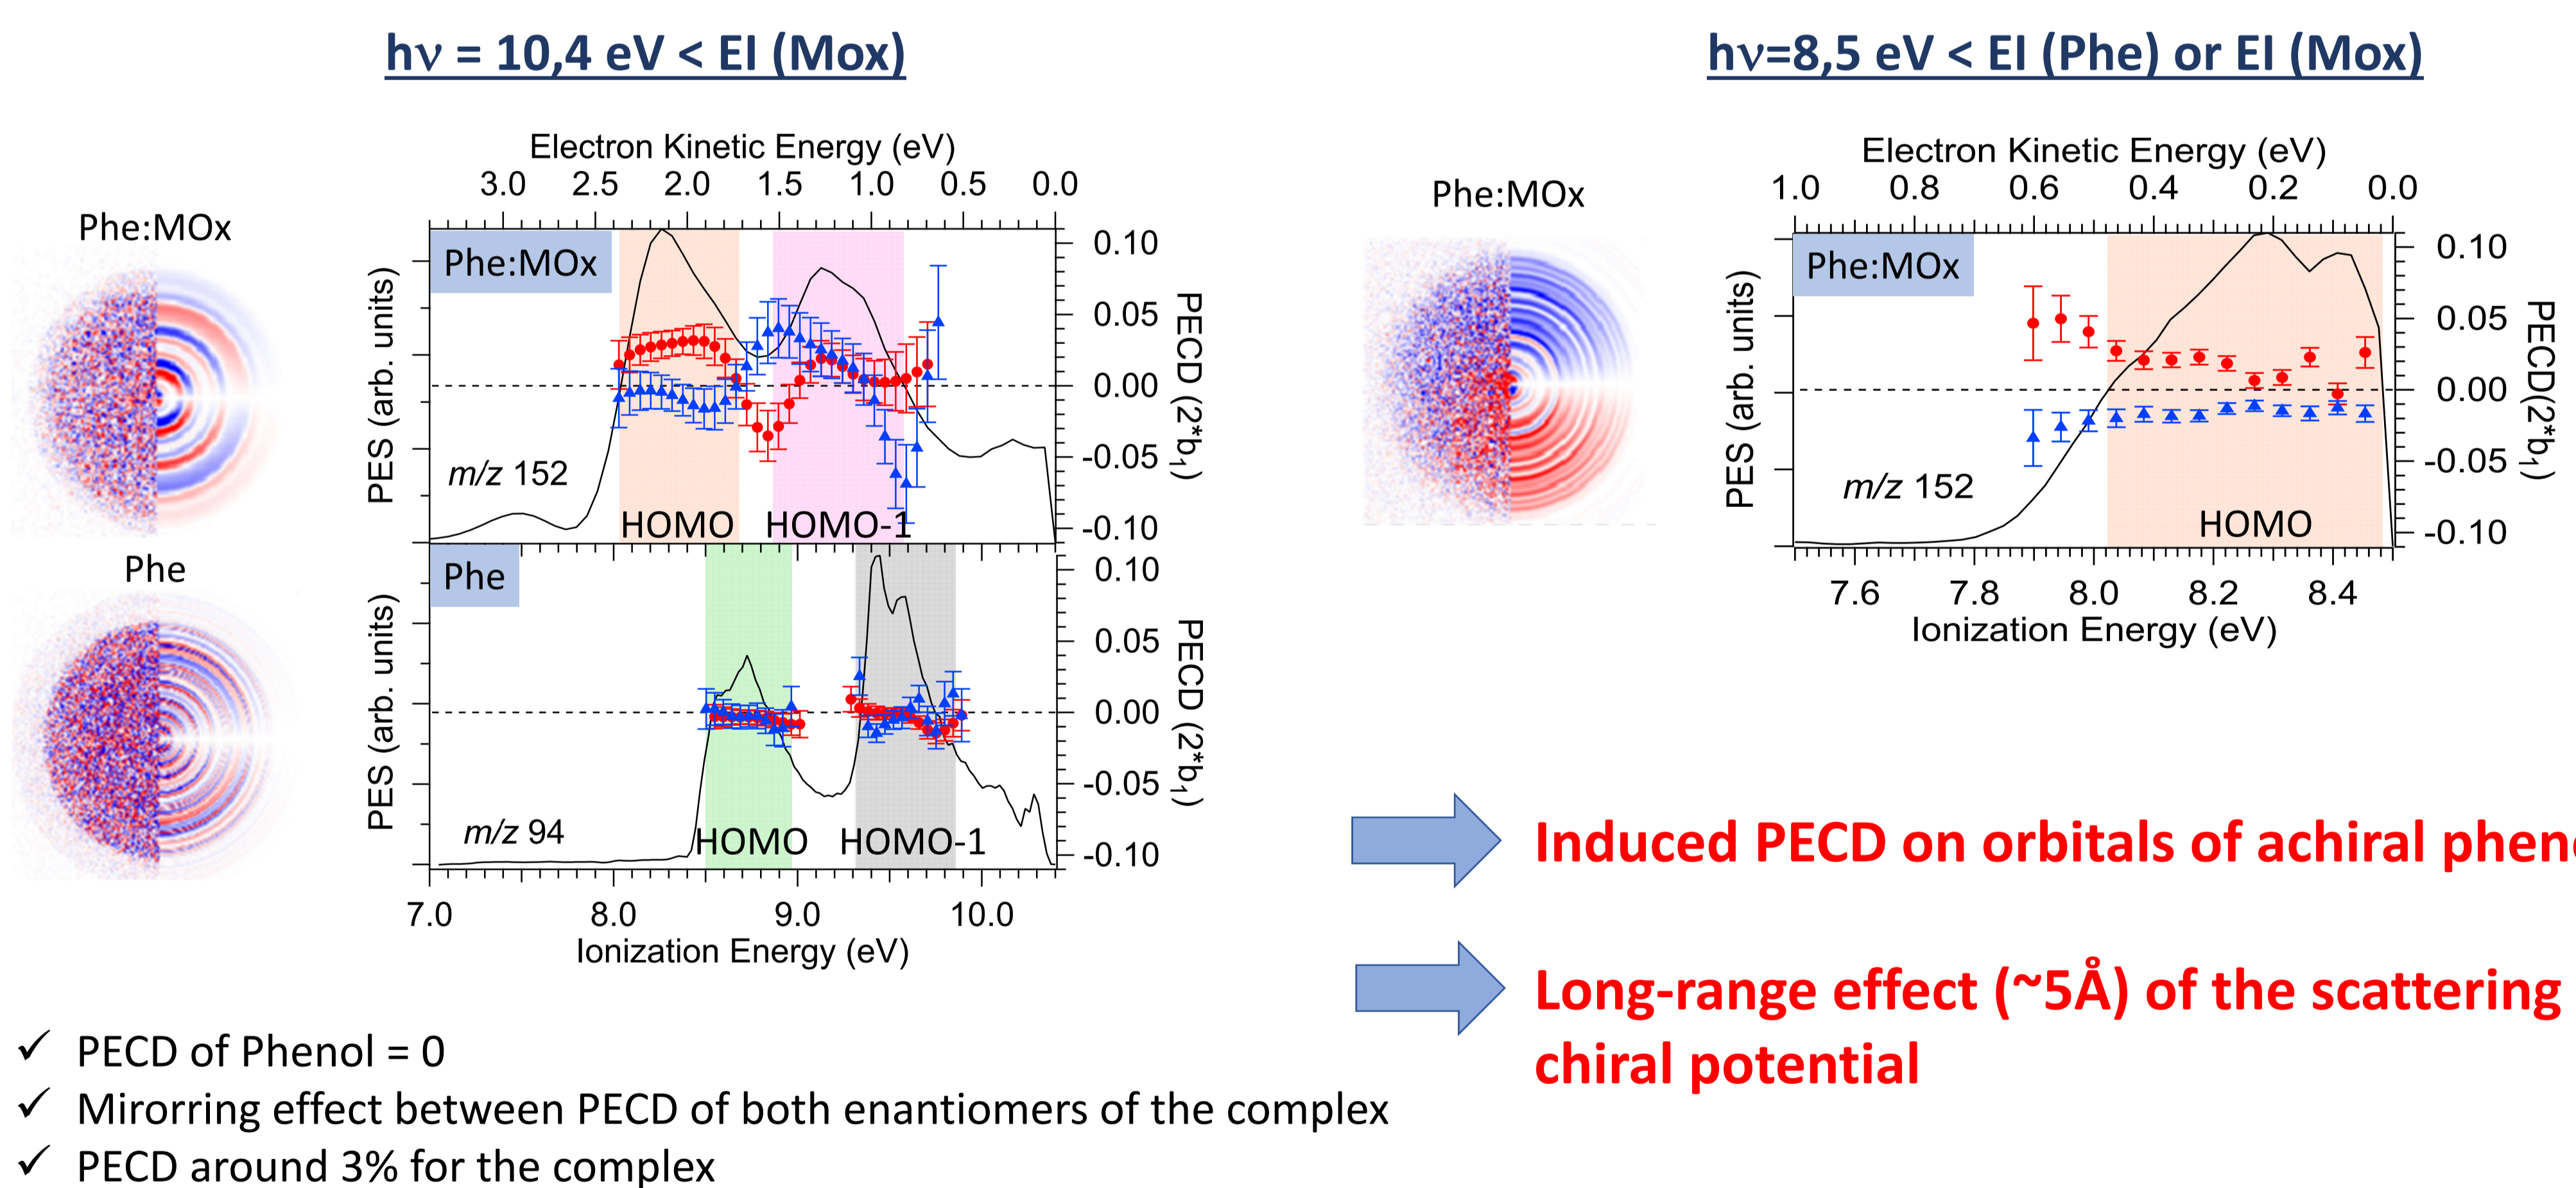 hν = 10,4 eV < EI (Mox)
hν=8,5 eV < EI (Phe) or EI (Mox)
Phe:MOx
Phe
Electron Kinetic Energy (eV)
3.0 2.5 2.0 1.5 1.0 0.5 0.0
Phe:MOx
PES (arb. units)
m/z 152
HOMO HOMO-1
0.10
0.05
0.00
-0.05
-0.10
PECD (2*b1)
Phe
PES (arb. units)
m/z 94
HOMO HOMO-1
0.10
0.05
0.00
-0.05
-0.10
PECD (2*b1)
7.0 8.0 9.0 10.0
Ionization Energy (eV)
Phe:MOx
Electron Kinetic Energy (eV)
1.0 0.8 0.6 0.4 0.2 0.0
Phe:MOx
PES (arb. units)
m/z 152
HOMO
0.10
0.05
0.00
-0.05
-0.10
PECD(2*b1)
7.6 7.8 8.0 8.2 8.4
Ionization Energy (eV)
✓ PECD of Phenol = 0
✓ Mirorring effect between PECD of both enantiomers of the complex
✓ PECD around 3% for the complex
Induced PECD on orbitals of achiral
Long-range effect (~5Å) of the scattering
chiral potential